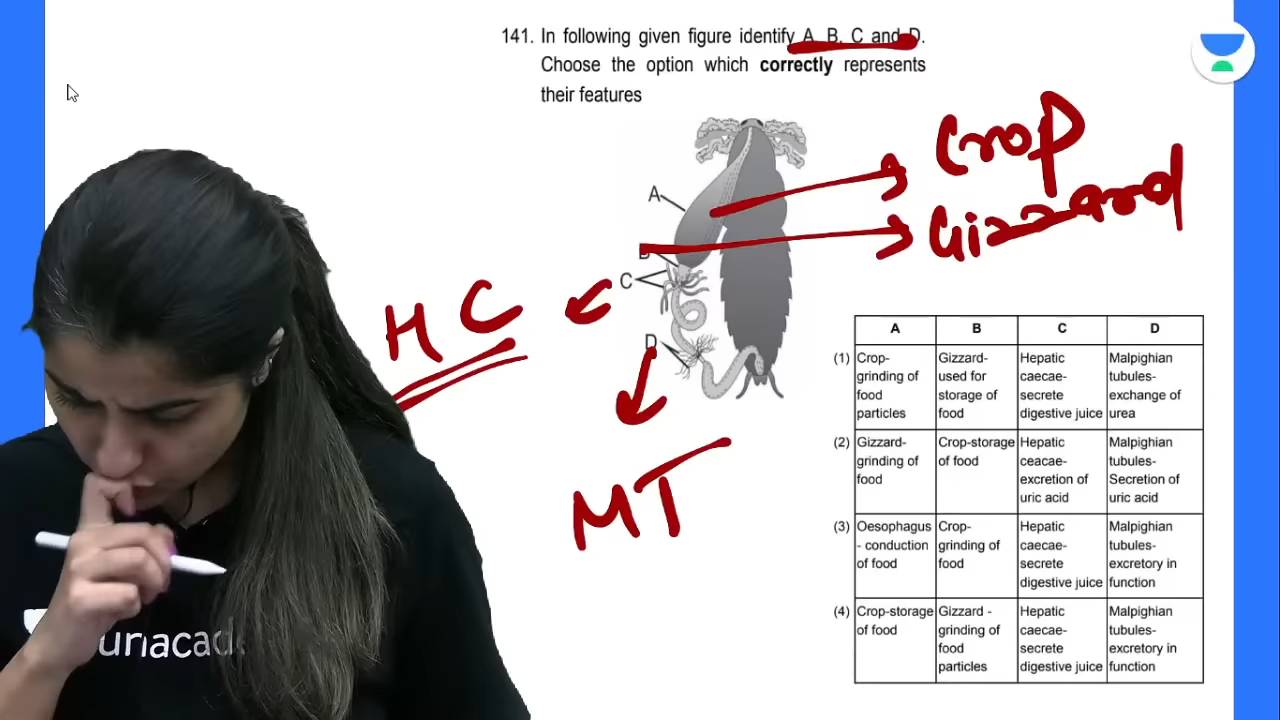 141. In following given figure identify A, B, C and D.
Choose the option which correctly represents
their features
Crop
Gizzard
A
B
C
D
HC
MT
A B C D
(1) Crop- grinding of food particles Gizzard- used for storage of food Hepatic caecae- secrete digestive juice Malpighian tubules- exchange of urea
(2) Gizzard- grinding of food Crop-storage of food Hepatic ceacae- excretion of uric acid Malpighian tubules- Secretion of uric acid
(3) Oesophagus - conduction of food Crop- grinding of food Hepatic caecae- secrete digestive juice Malpighian tubules- excretory in function
(4) Crop-storage of food Gizzard - grinding of food particles Hepatic caecae- secrete digestive juice Malpighian tubules- excretory in function
unacad